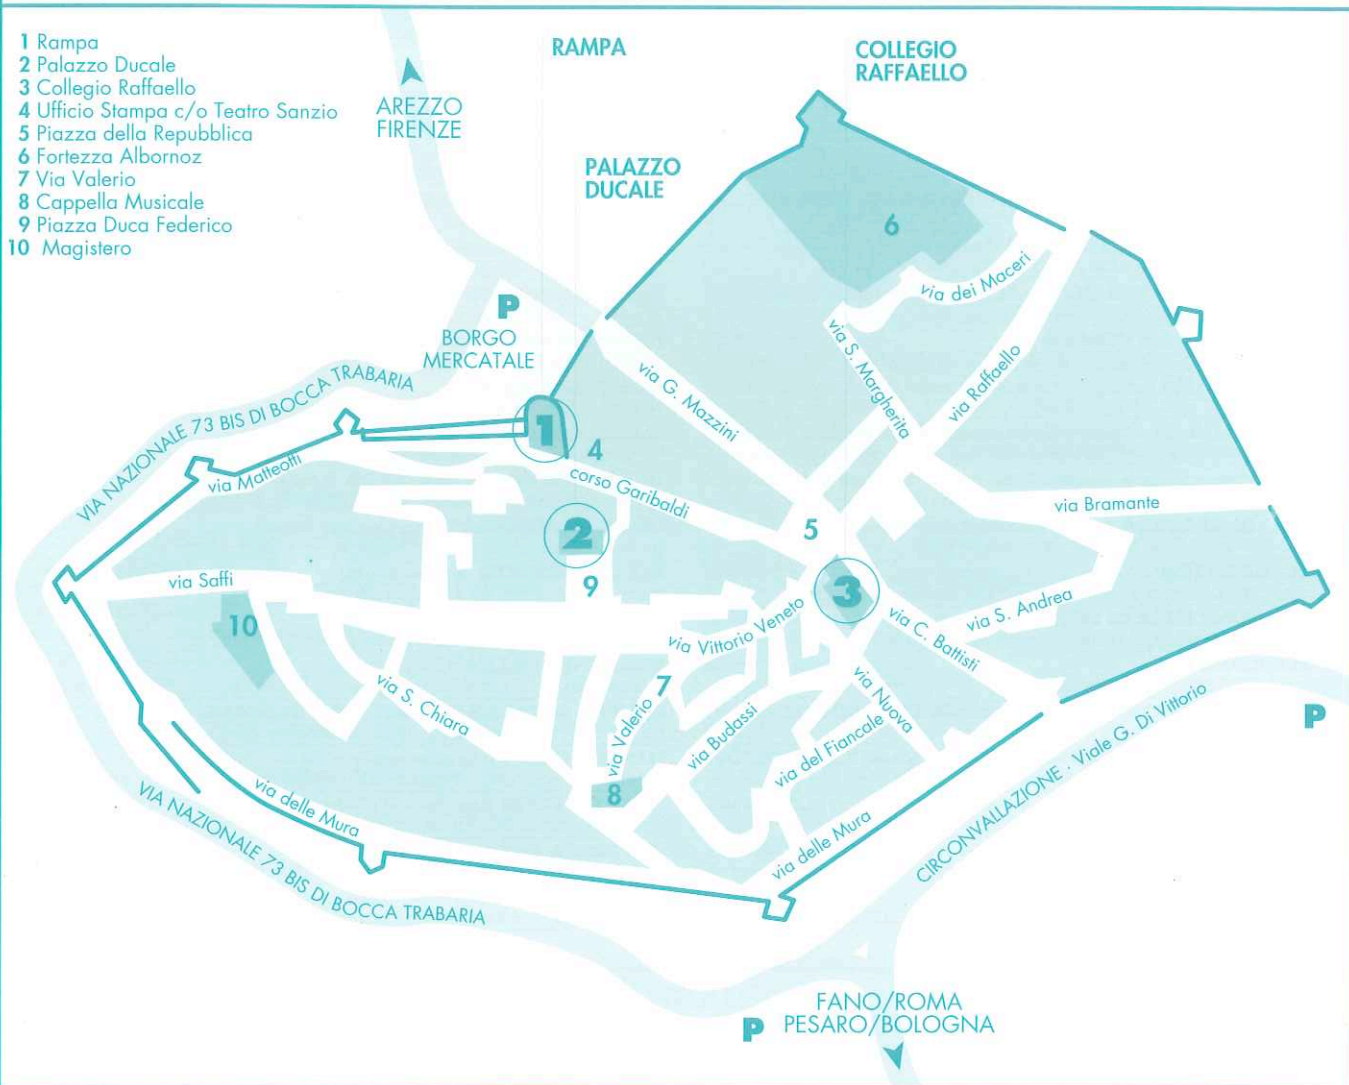 1 Rampa
2 Palazzo Ducale
3 Collegio Raffaello
4 Ufficio Stampa c/o Teatro Sanzio
5 Piazza della Repubblica
6 Fortezza Albornoz
7 Via Valerio
8 Cappella Musicale
9 Piazza Duca Federico
10 Magistero
RAMPA
COLLEGIO
RAFFAELLO
AREZZO
FIRENZE
PALAZZO
DUCALE
6
via dei Maceri
P
BORGO
MERCATALE
via S. Margherita
via Raffaello
via G. Mazzini
VIA NAZIONALE 73 BIS DI BOCCA TRABARIA
1
4
via Matteotti
corso Garibaldi
via Bramante
2
5
9
3
via Saffi
10
via Vittorio Veneto
via C. Battisti
via S. Andrea
via S. Chiara
7
via Valerio
via Budassi
via Nuova
via del Fiancale
8
P
via delle Mura
via delle Mura
VIA NAZIONALE 73 BIS DI BOCCA TRABARIA
CIRCONVALLAZIONE - Viale G. Di Vittorio
FANO/ROMA
P PESARO/BOLOGNA